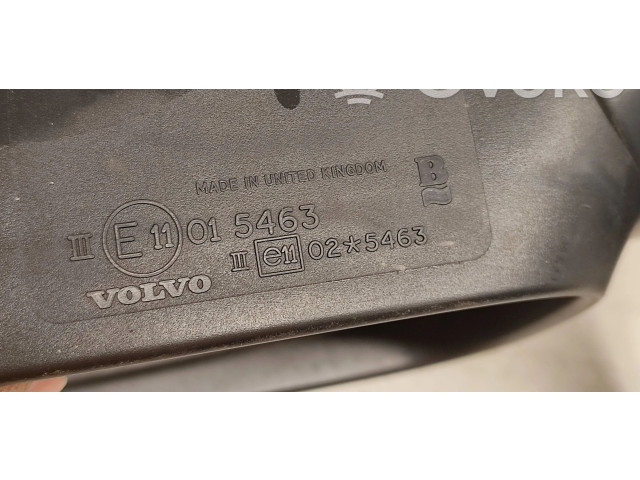 MADE IN UNITED KINGDOM B
III E 11 01 5463
III e11 02*5463
VOLVO